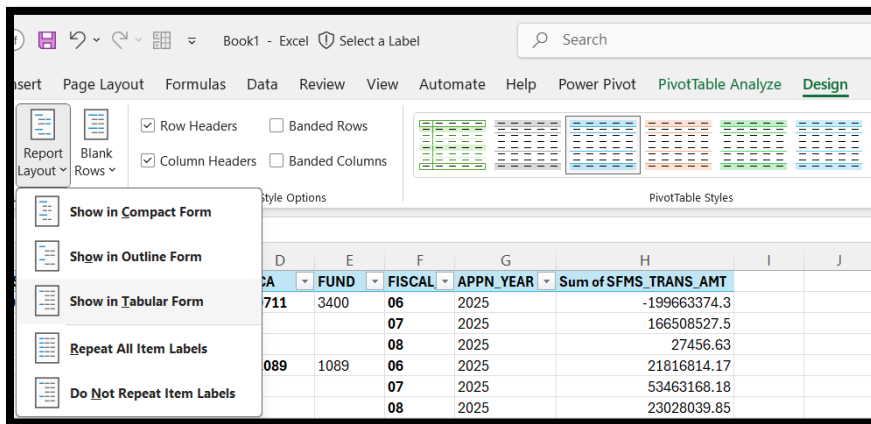 Book1 - Excel Select a Label Search
Page Layout Formulas Data Review View Automate Help Power Pivot PivotTable Analyze Design
Report Layout
Blank Rows
Row Headers Banded Rows
Column Headers Banded Columns
Style Options PivotTable Styles
Show in Compact Form
Show in Outline Form
Show in Tabular Form
Repeat All Item Labels
Do Not Repeat Item Labels
D E F G H I J
CA FUND FISCAL_ APPN_YEAR Sum of SFMS_TRANS_AMT
0711 3400 06 2025 -199663374.3
07 2025 166508527.5
08 2025 27456.63
1089 1089 06 2025 21816814.17
07 2025 53463168.18
08 2025 23028039.85